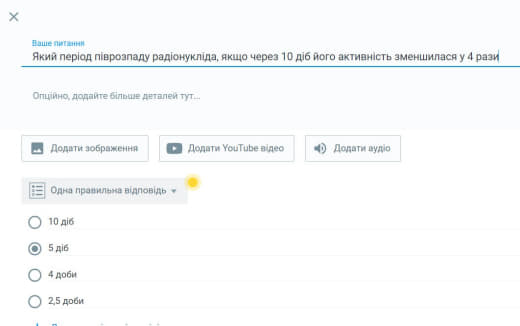 Ваше питання
Який період піврозпаду радіонукліда, якщо через 10 діб його активність зменшилася у 4 рази
Опційно, додайте більше деталей тут...
Додати зображення
Додати YouTube відео
Додати аудіо
Одна правильна відповідь
10 діб
5 діб
4 доби
2,5 доби